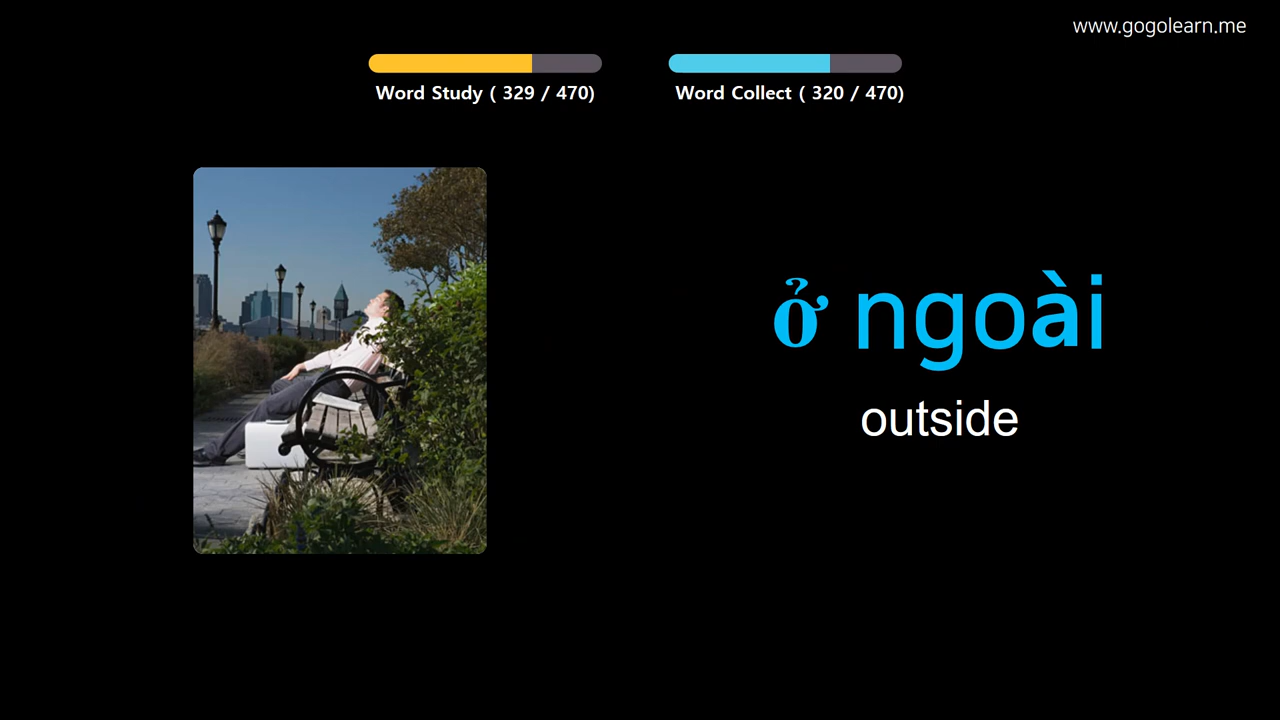 www.gogolearn.me
Word Study ( 329 / 470)
Word Collect ( 320 / 470)
ở ngoài
outside